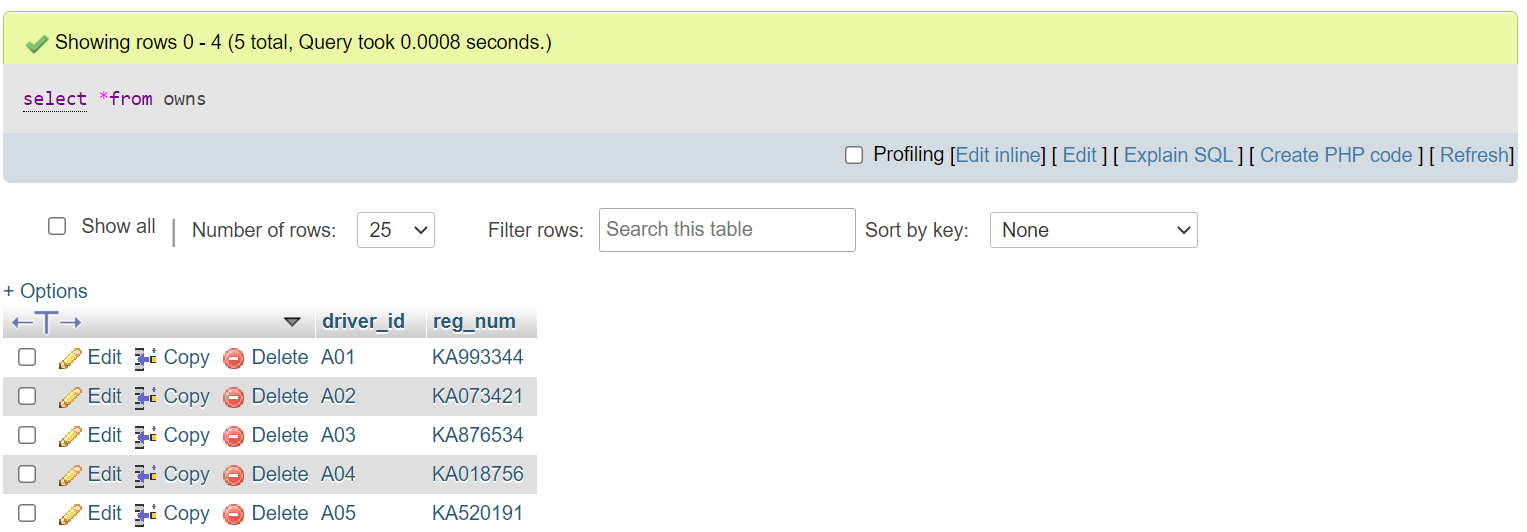 Showing rows 0 - 4 (5 total, Query took 0.0008 seconds.)
select *from owns
Profiling [Edit inline] [ Edit ] [ Explain SQL ] [ Create PHP code ] [ Refresh]
Show all | Number of rows: 25 Filter rows: Search this table Sort by key: None
+ Options
←T→ driver_id reg_num
Edit Copy Delete A01 KA993344
Edit Copy Delete A02 KA073421
Edit Copy Delete A03 KA876534
Edit Copy Delete A04 KA018756
Edit Copy Delete A05 KA520191